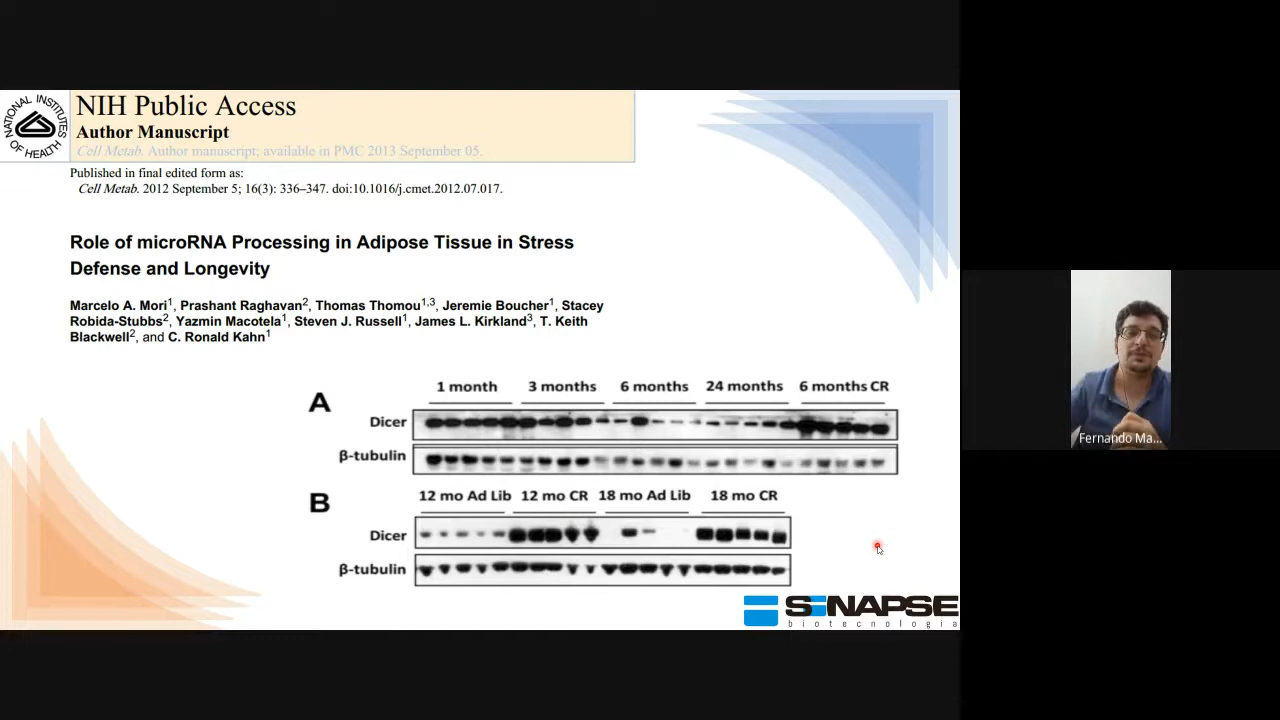 NATIONAL INSTITUTES OF HEALTH
NIH Public Access
Author Manuscript
Cell Metab. Author manuscript; available in PMC 2013 September 05.
Published in final edited form as:
Cell Metab. 2012 September 5; 16(3): 336–347. doi:10.1016/j.cmet.2012.07.017.
Role of microRNA Processing in Adipose Tissue in Stress
Defense and Longevity
Marcelo A. Mori1, Prashant Raghavan2, Thomas Thomou1,3, Jeremie Boucher1, Stacey
Robida-Stubbs2, Yazmin Macotela1, Steven J. Russell1, James L. Kirkland3, T. Keith
Blackwell2, and C. Ronald Kahn1
1 month 3 months 6 months 24 months 6 months CR
A
Dicer
β-tubulin
12 mo Ad Lib 12 mo CR 18 mo Ad Lib 18 mo CR
B
Dicer
β-tubulin
SINAPSE
biotecnologia
Fernando Ma...